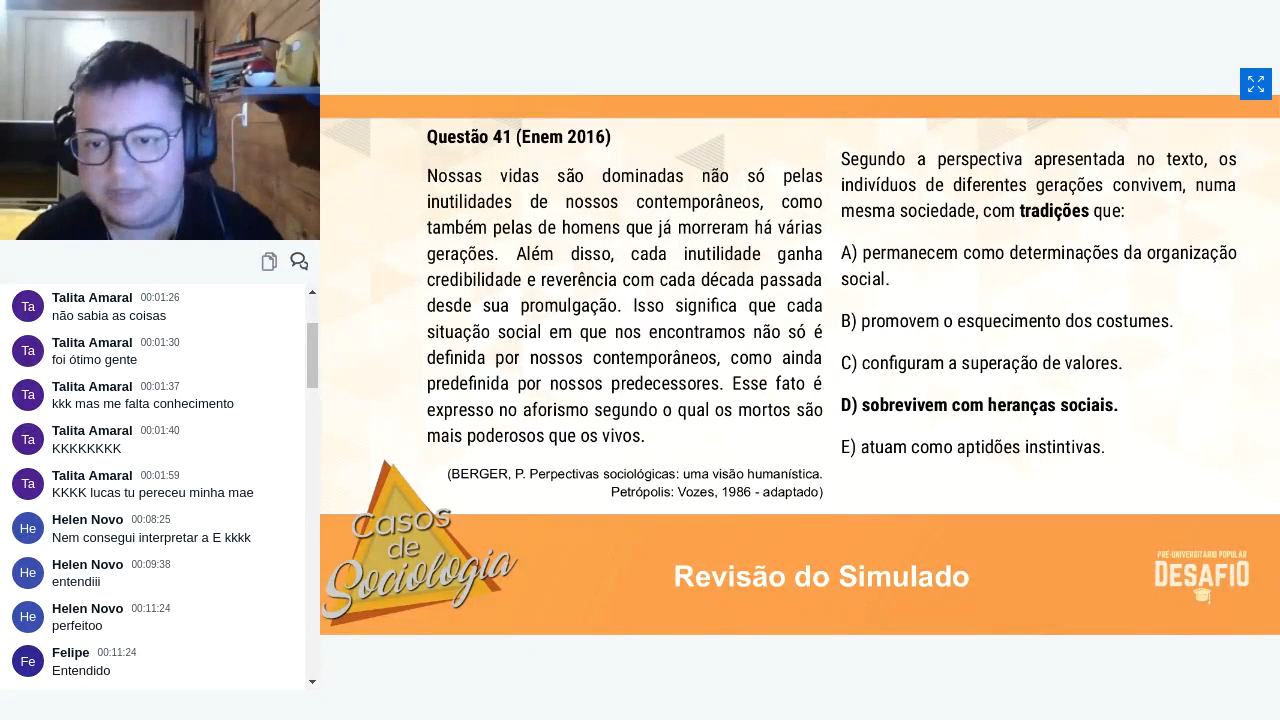 Questão 41 (Enem 2016)
Nossas vidas são dominadas não só pelas
inutilidades de nossos contemporâneos, como
também pelas de homens que já morreram há várias
gerações. Além disso, cada inutilidade ganha
credibilidade e reverência com cada década passada
desde sua promulgação. Isso significa que cada
situação social em que nos encontramos não só é
definida por nossos contemporâneos, como ainda
predefinida por nossos predecessores. Esse fato é
expresso no aforismo segundo o qual os mortos são
mais poderosos que os vivos.
(BERGER, P. Perpectivas sociológicas: uma visão humanística.
Petrópolis: Vozes, 1986 - adaptado)
Segundo a perspectiva apresentada no texto, os
indivíduos de diferentes gerações convivem, numa
mesma sociedade, com tradições que:
A) permanecem como determinações da organização
social.
B) promovem o esquecimento dos costumes.
C) configuram a superação de valores.
D) sobrevivem com heranças sociais.
E) atuam como aptidões instintivas.
Casos
de
Sociologia
Revisão do Simulado
PRÉ-UNIVERSITÁRIO POPULAR
DESAFIO
Ta
Talita Amaral 00:01:26
não sabia as coisas
Ta
Talita Amaral 00:01:30
foi ótimo gente
Ta
Talita Amaral 00:01:37
kkk mas me falta conhecimento
Ta
Talita Amaral 00:01:40
KKKKKKKK
Ta
Talita Amaral 00:01:59
KKKK lucas tu pereceu minha mae
He
Helen Novo 00:08:25
Nem consegui interpretar a E kkkk
He
Helen Novo 00:09:38
entendiii
He
Helen Novo 00:11:24
perfeitoo
Fe
Felipe 00:11:24
Entendido